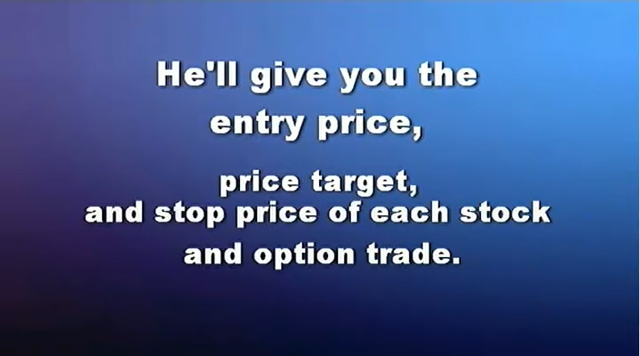 He'll give you the
entry price,
price target,
and stop price of each stock
and option trade.